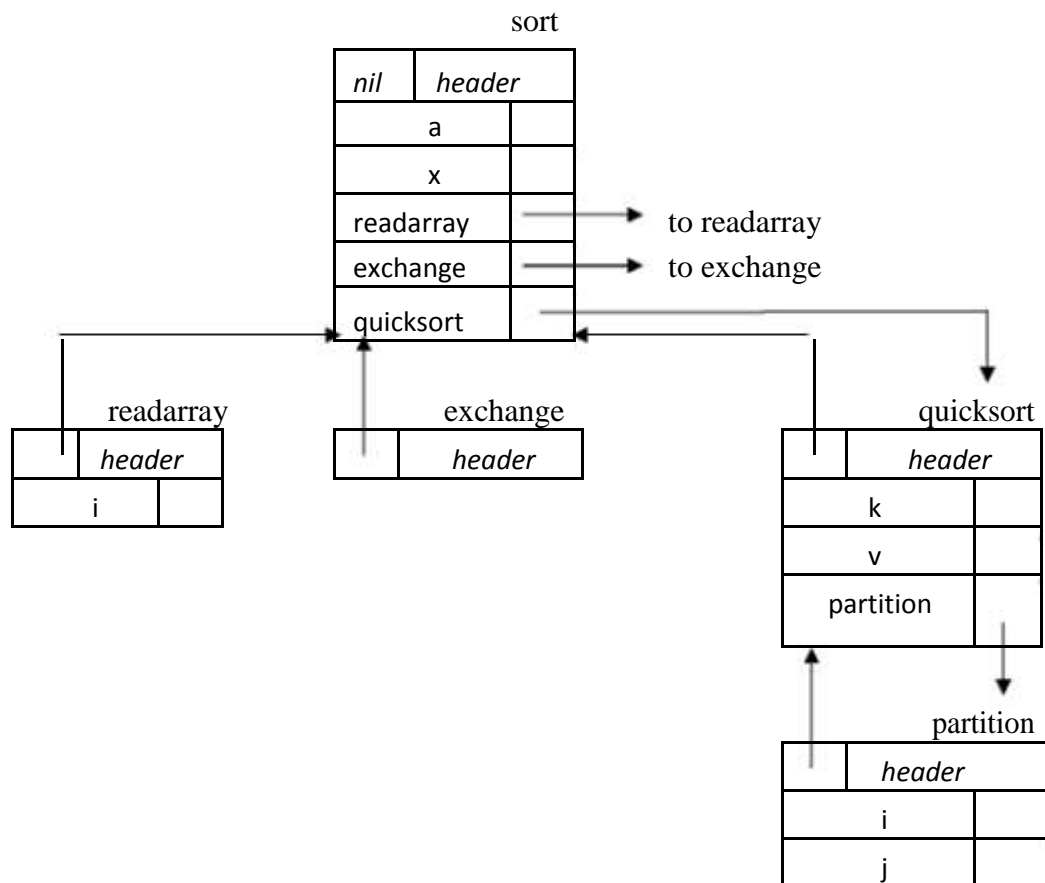 sort
nil header
a
x
readarray to readarray
exchange to exchange
quicksort
readarray exchange quicksort
header header header
i k
v
partition
partition
header
i
j